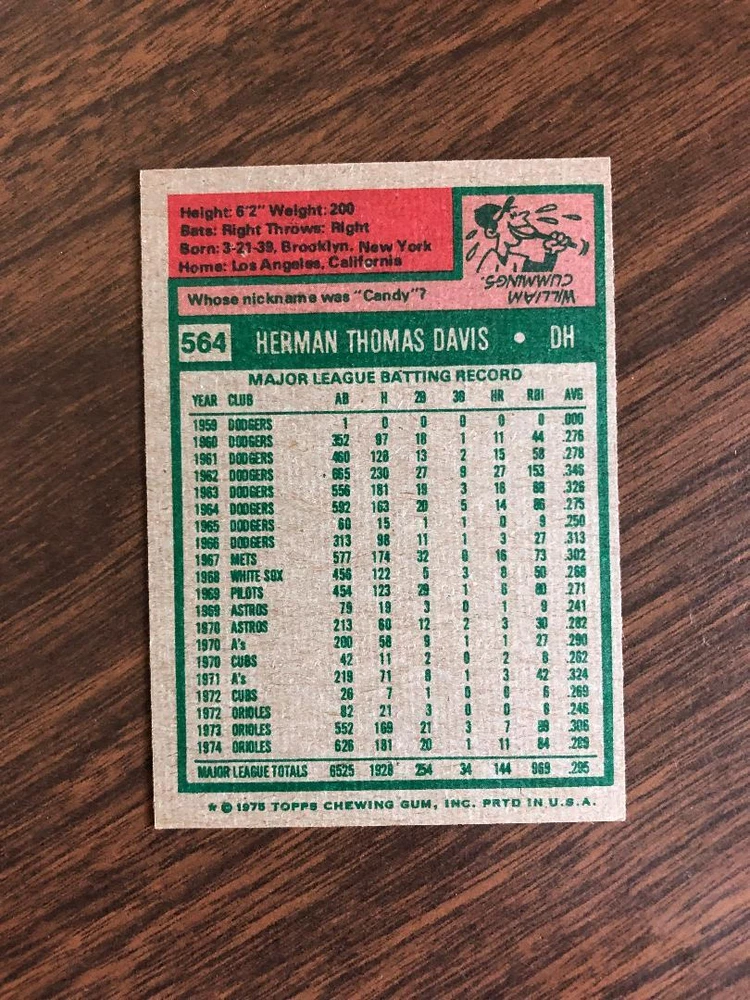 Height: 6'2" Weight: 200
Bats: Right Throws: Right
Born: 3-21-39, Brooklyn, New York
Home: Los Angeles, California
WILLIAM
CUMMINGS.
Whose nickname was "Candy"?
564 HERMAN THOMAS DAVIS • DH
MAJOR LEAGUE BATTING RECORD
YEAR CLUB AB H 2B 3B HR RBI AVG
1959 DODGERS 1 0 0 0 0 0 .000
1960 DODGERS 352 97 18 1 11 44 .276
1961 DODGERS 460 128 13 2 15 58 .278
1962 DODGERS 665 230 27 9 27 153 .346
1963 DODGERS 556 181 19 3 16 88 .326
1964 DODGERS 592 163 20 5 14 86 .275
1965 DODGERS 60 15 1 1 0 9 .250
1966 DODGERS 313 98 11 1 3 27 .313
1967 METS 577 174 32 0 16 73 .302
1968 WHITE SOX 456 122 5 3 8 50 .268
1969 PILOTS 454 123 29 1 6 80 .271
1969 ASTROS 79 19 3 0 1 9 .241
1970 ASTROS 213 60 12 2 3 30 .282
1970 A's 200 58 9 1 1 27 .290
1970 CUBS 42 11 2 0 2 8 .262
1971 A's 219 71 8 1 3 42 .324
1972 CUBS 26 7 1 0 0 6 .269
1972 ORIOLES 82 21 3 0 0 6 .246
1973 ORIOLES 552 169 21 3 7 89 .306
1974 ORIOLES 626 181 20 1 11 84 .289
MAJOR LEAGUE TOTALS 6525 1928 254 34 144 969 .295
★ © 1975 TOPPS CHEWING GUM, INC. PRTD IN U.S.A.